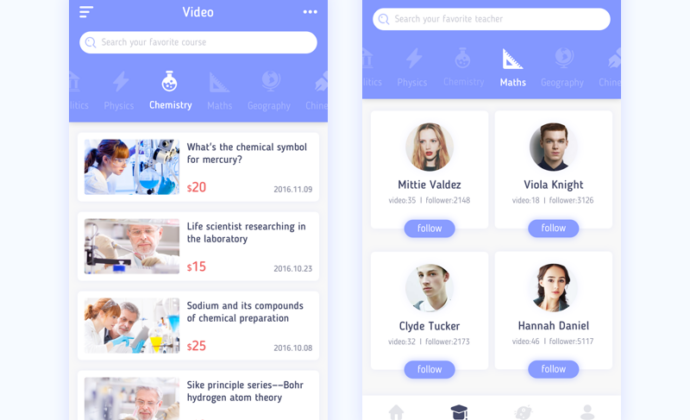 Video
Search your favorite course
litics Physics Chemistry Maths Geography Chine
What's the chemical symbol
for mercury?
$20
2016.11.09
Life scientist researching in
the laboratory
$15
2016.10.23
Sodium and its compounds
of chemical preparation
$25
2016.10.08
Sike principle series––Bohr
hydrogen atom theory
Search your favorite teacher
litics Physics Chemistry Maths Geography Chine
Mittie Valdez
video:35 I follower:2148
follow
Viola Knight
video:18 I follower:3126
follow
Clyde Tucker
video:32 I follower:2173
follow
Hannah Daniel
video:46 I follower:5117
follow